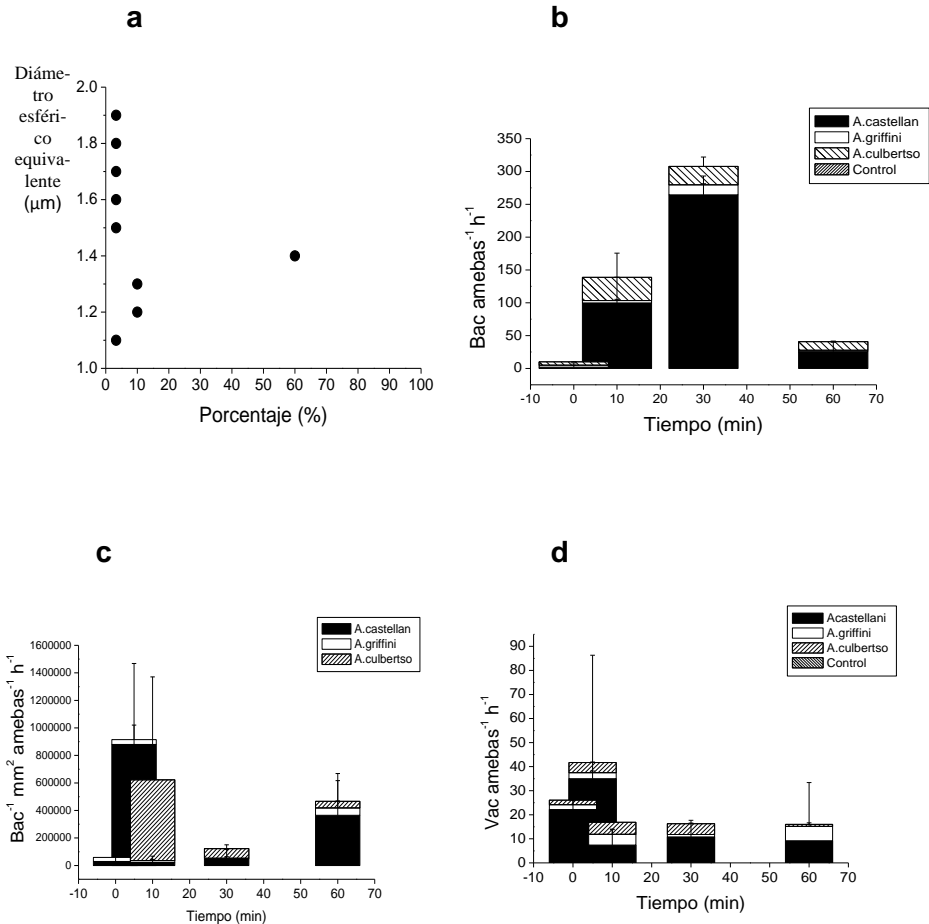 a
Diáme-
tro
esféri-
co
equiva-
lente
(µm)
2.0
1.8
1.6
1.4
1.2
1.0
0 10 20 30 40 50 60 70 80 90 100
Porcentaje (%)
b
A.castellan
A.griffini
A.culbertso
Control
Bac amebas⁻¹ h⁻¹
350
300
250
200
150
100
50
0
-10 0 10 20 30 40 50 60 70
Tiempo (min)
c
A.castellan
A.griffini
A.culbertso
Bac⁻¹ mm² amebas⁻¹ h⁻¹
1600000
1400000
1200000
1000000
800000
600000
400000
200000
0
-10 0 10 20 30 40 50 60 70
Tiempo (min)
d
Acastellani
A.griffini
A.culbertso
Control
Vac amebas⁻¹ h⁻¹
90
80
70
60
50
40
30
20
10
0
-10 0 10 20 30 40 50 60 70
Tiempo (min)